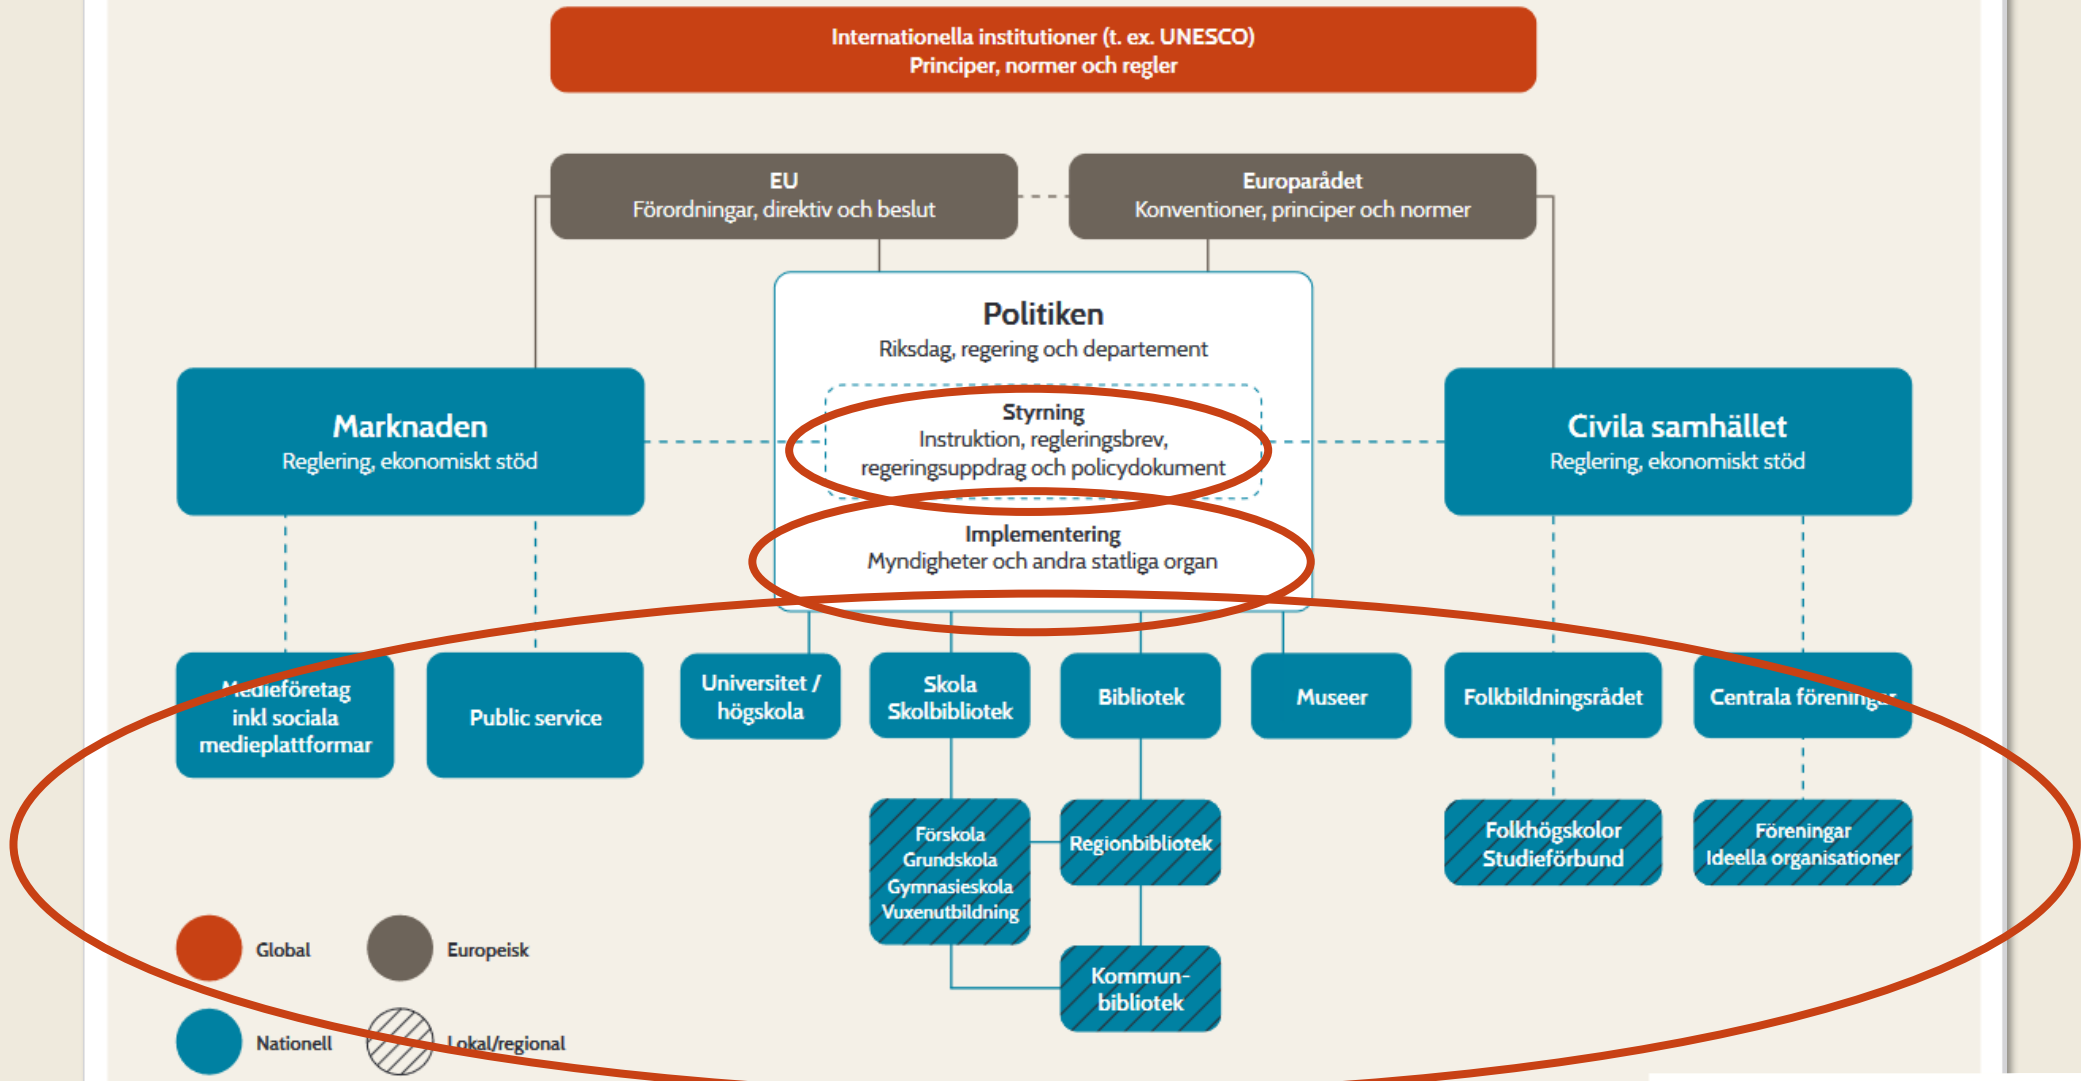 Internationella institutioner (t. ex. UNESCO)
Principer, normer och regler
EU
Förordningar, direktiv och beslut
Europarådet
Konventioner, principer och normer
Politiken
Riksdag, regering och departement
Marknaden
Reglering, ekonomiskt stöd
Styrning
Instruktion, regleringsbrev,
regeringsuppdrag och policydokument
Implementering
Myndigheter och andra statliga organ
Civila samhället
Reglering, ekonomiskt stöd
Medieföretag
inkl sociala
medieplattformar
Public service
Universitet /
högskola
Skola
Skolbibliotek
Bibliotek
Museer
Folkbildningsrådet
Centrala föreningar
Förskola
Grundskola
Gymnasieskola
Vuxenutbildning
Regionbibliotek
Folkhögskolor
Studieförbund
Föreningar
Ideella organisationer
Kommun-
bibliotek
Global
Europeisk
Nationell
Lokal/regional